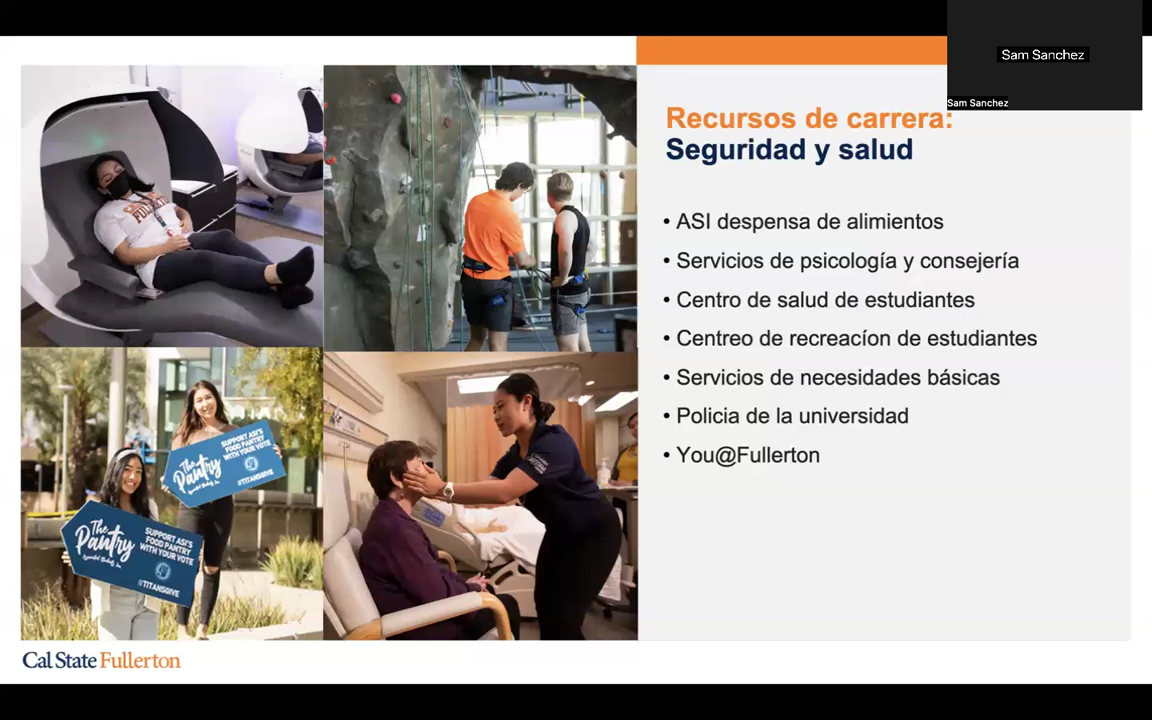 Sam Sanchez
Sam Sanchez
Recursos de carrera:
Seguridad y salud
• ASI despensa de alimientos
• Servicios de psicología y consejería
• Centro de salud de estudiantes
• Centreo de recreacíon de estudiantes
• Servicios de necesidades básicas
• Policia de la universidad
• You@Fullerton
The
Pantry
SUPPORT ASI'S
FOOD PANTRY
WITH YOUR VOTE
#TITANSGIVE
The
Pantry
SUPPORT ASI'S
FOOD PANTRY
WITH YOUR VOTE
#TITANSGIVE
Cal State Fullerton